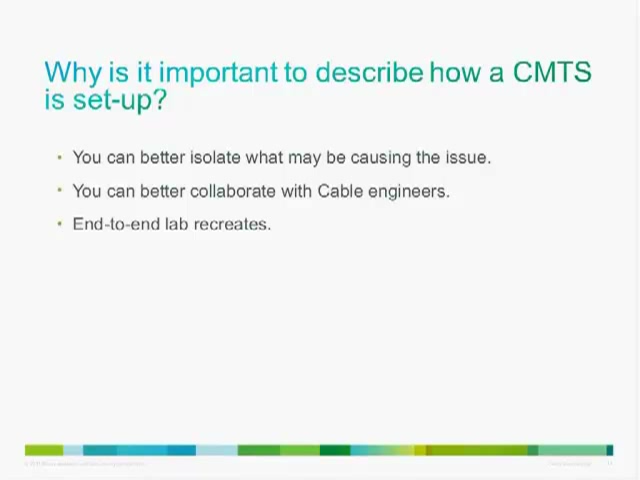 Why is it important to describe how a CMTS
is set-up?
• You can better isolate what may be causing the issue.
• You can better collaborate with Cable engineers.
• End-to-end lab recreates.